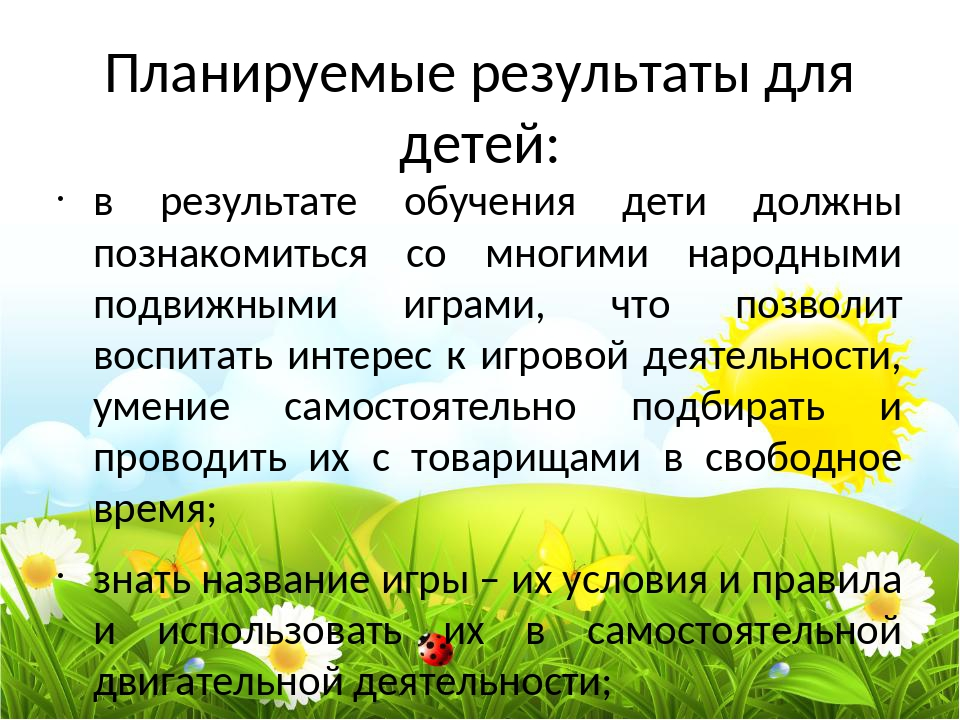 Планируемые результаты для
детей:
• в результате обучения дети должны
познакомиться со многими народными
подвижными играми, что позволит
воспитать интерес к игровой деятельности,
умение самостоятельно подбирать и
проводить их с товарищами в свободное
время;
• знать название игры – их условия и правила
и использовать их в самостоятельной
двигательной деятельности;